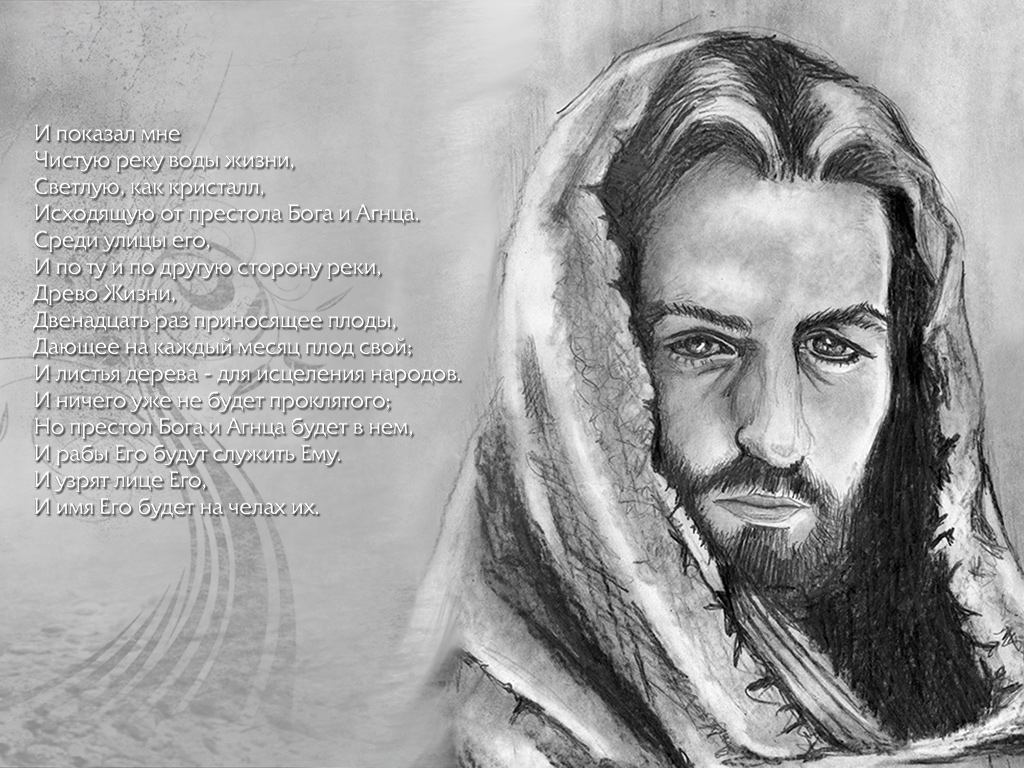 И показал мне
Чистую реку воды жизни,
Светлую, как кристалл,
Исходящую от престола Бога и Агнца.
Среди улицы его,
И по ту и по другую сторону реки,
Древо Жизни,
Двенадцать раз приносящее плоды,
Дающее на каждый месяц плод свой;
И листья дерева - для исцеления народов.
И ничего уже не будет проклятого;
Но престол Бога и Агнца будет в нем,
И рабы Его будут служить Ему.
И узрят лице Его,
И имя Его будет на челах их.